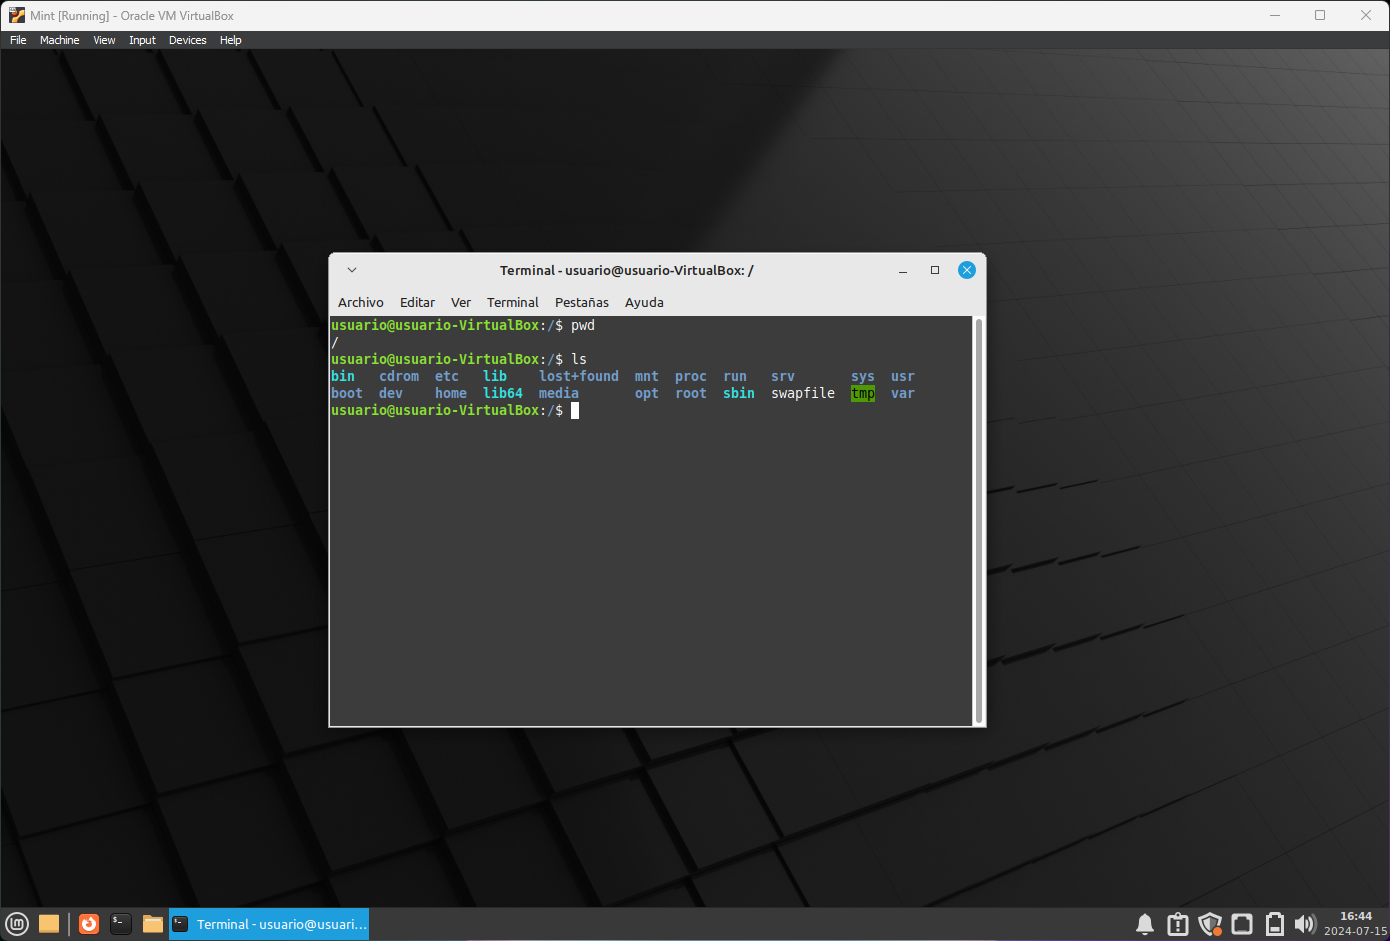 Mint [Running] - Oracle VM VirtualBox
File Machine View Input Devices Help
Terminal - usuario@usuario-VirtualBox: /
Archivo Editar Ver Terminal Pestañas Ayuda
usuario@usuario-VirtualBox:/$ pwd
/
usuario@usuario-VirtualBox:/$ ls
bin cdrom etc lib lost+found mnt proc run srv sys usr
boot dev home lib64 media opt root sbin swapfile tmp var
usuario@usuario-VirtualBox:/$
Terminal - usuario@usuari...
16:44
2024-07-15